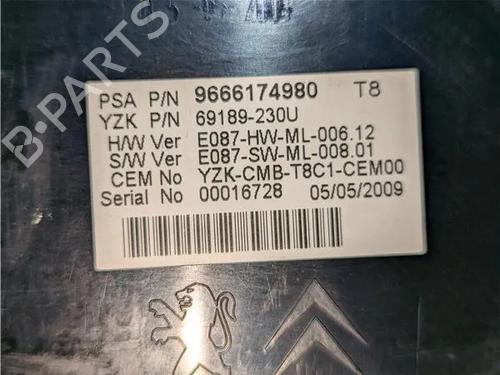 PSA P/N 9666174980 T8
YZK P/N 69189-230U
H/W Ver E087-HW-ML-006.12
S/W Ver E087-SW-ML-008.01
CEM No YZK-CMB-T8C1-CEM00
Serial No 00016728 05/05/2009
B-PARTS